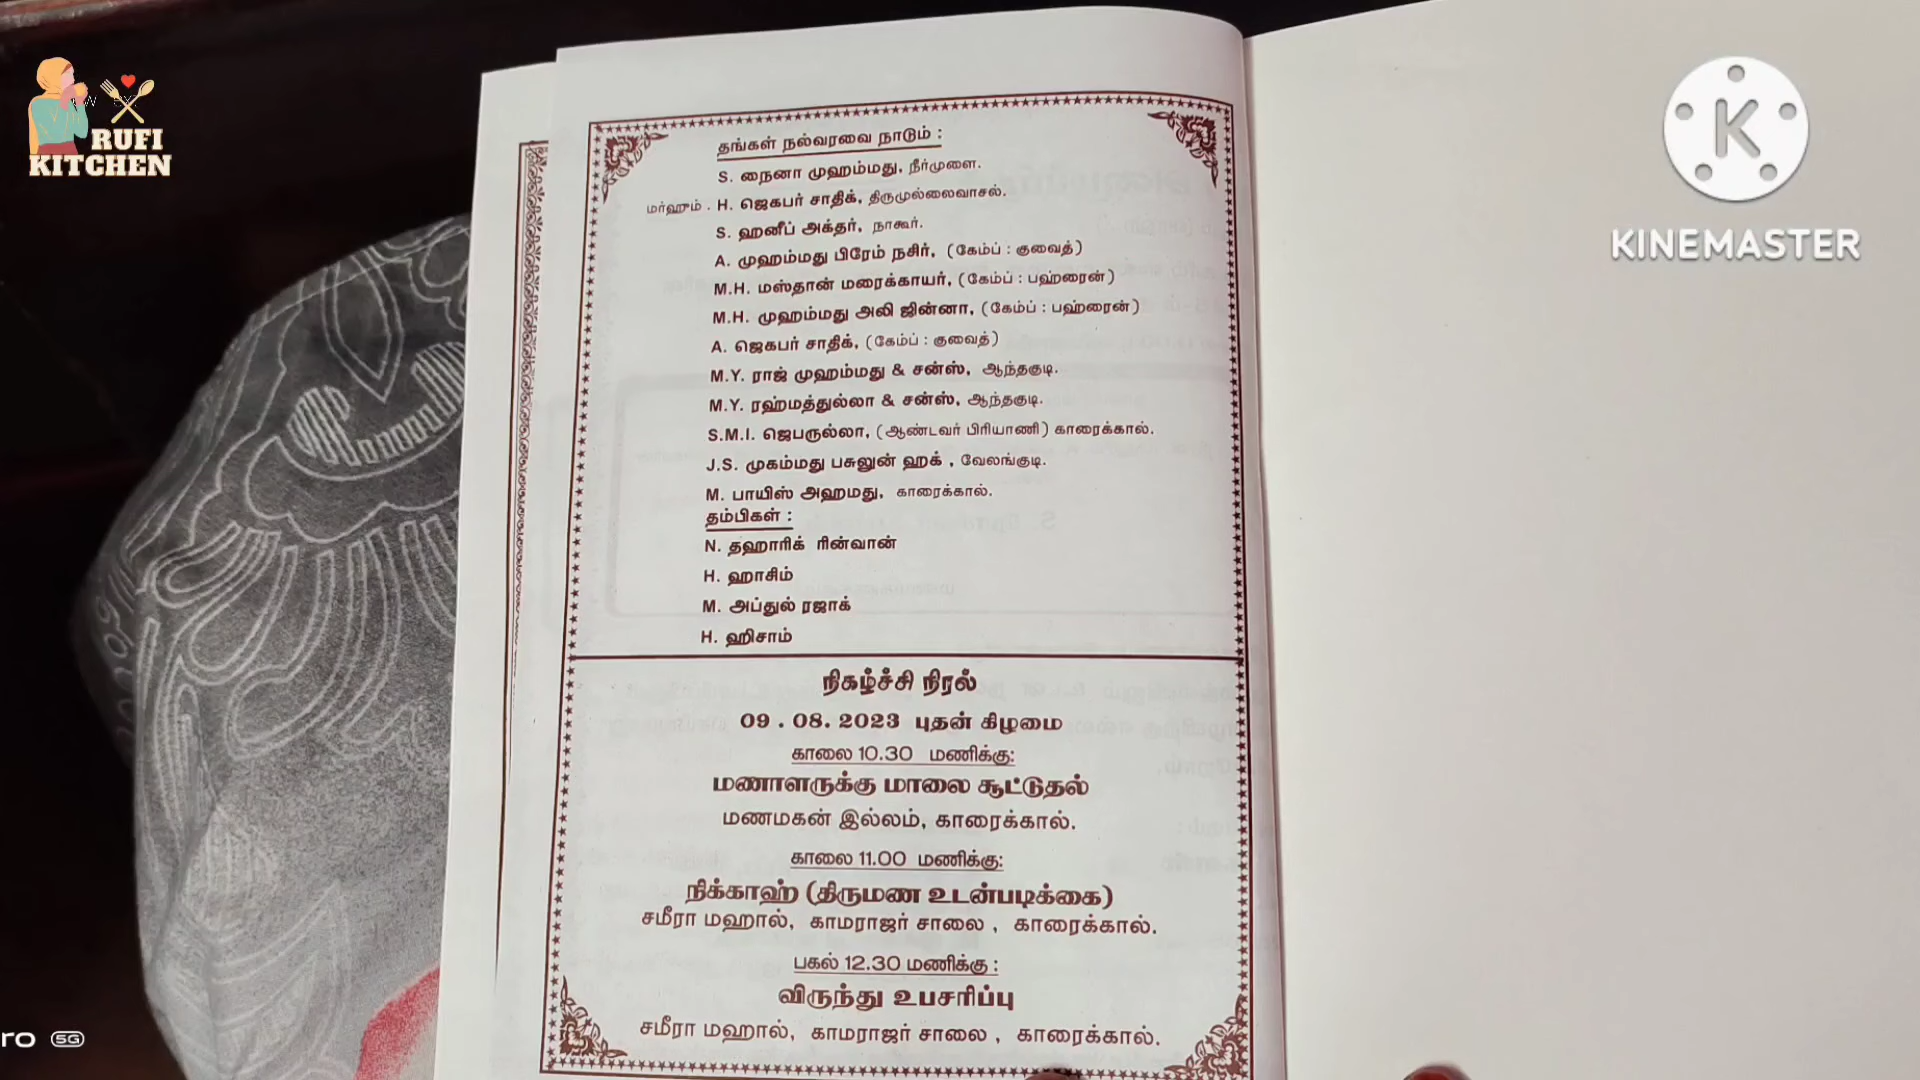 RUFI
KITCHEN
KINEMASTER
தங்கள் நல்வரவை நாடும் :
S. நைனா முஹம்மது, நீர்முளை.
மர்ஹும் . H. ஜெகபர் சாதிக், திருமுல்லைவாசல்.
S. ஹனீப் அக்தர், நாகூர்.
A. முஹம்மது பிரேம் நசிர், (கேம்ப் : குவைத்)
M.H. மஸ்தான் மரைக்காயர், (கேம்ப் : பஹ்ரைன்)
M.H. முஹம்மது அலி ஜின்னா, (கேம்ப் : பஹ்ரைன்)
A. ஜெகபர் சாதிக், (கேம்ப் : குவைத்)
M.Y. ராஜ் முஹம்மது & சன்ஸ், ஆந்தகுடி.
M.Y. ரஹ்மத்துல்லா & சன்ஸ், ஆந்தகுடி.
S.M.I. ஜெபருல்லா, (ஆண்டவர் பிரியாணி) காரைக்கால்.
J.S. முகம்மது பசுலுன் ஹக் , வேலங்குடி.
M. பாயிஸ் அஹமது, காரைக்கால்.
தம்பிகள் :
N. தஹாரிக் ரின்வான்
H. ஹாசிம்
M. அப்துல் ரஜாக்
H. ஹிசாம்
நிகழ்ச்சி நிரல்
09 . 08. 2023 புதன் கிழமை
காலை 10.30 மணிக்கு:
மணாளருக்கு மாலை சூட்டுதல்
மணமகன் இல்லம், காரைக்கால்.
காலை 11.00 மணிக்கு:
நிக்காஹ் (திருமண உடன்படிக்கை)
சமீரா மஹால், காமராஜர் சாலை , காரைக்கால்.
பகல் 12.30 மணிக்கு :
விருந்து உபசரிப்பு
சமீரா மஹால், காமராஜர் சாலை , காரைக்கால்.
ro 5G